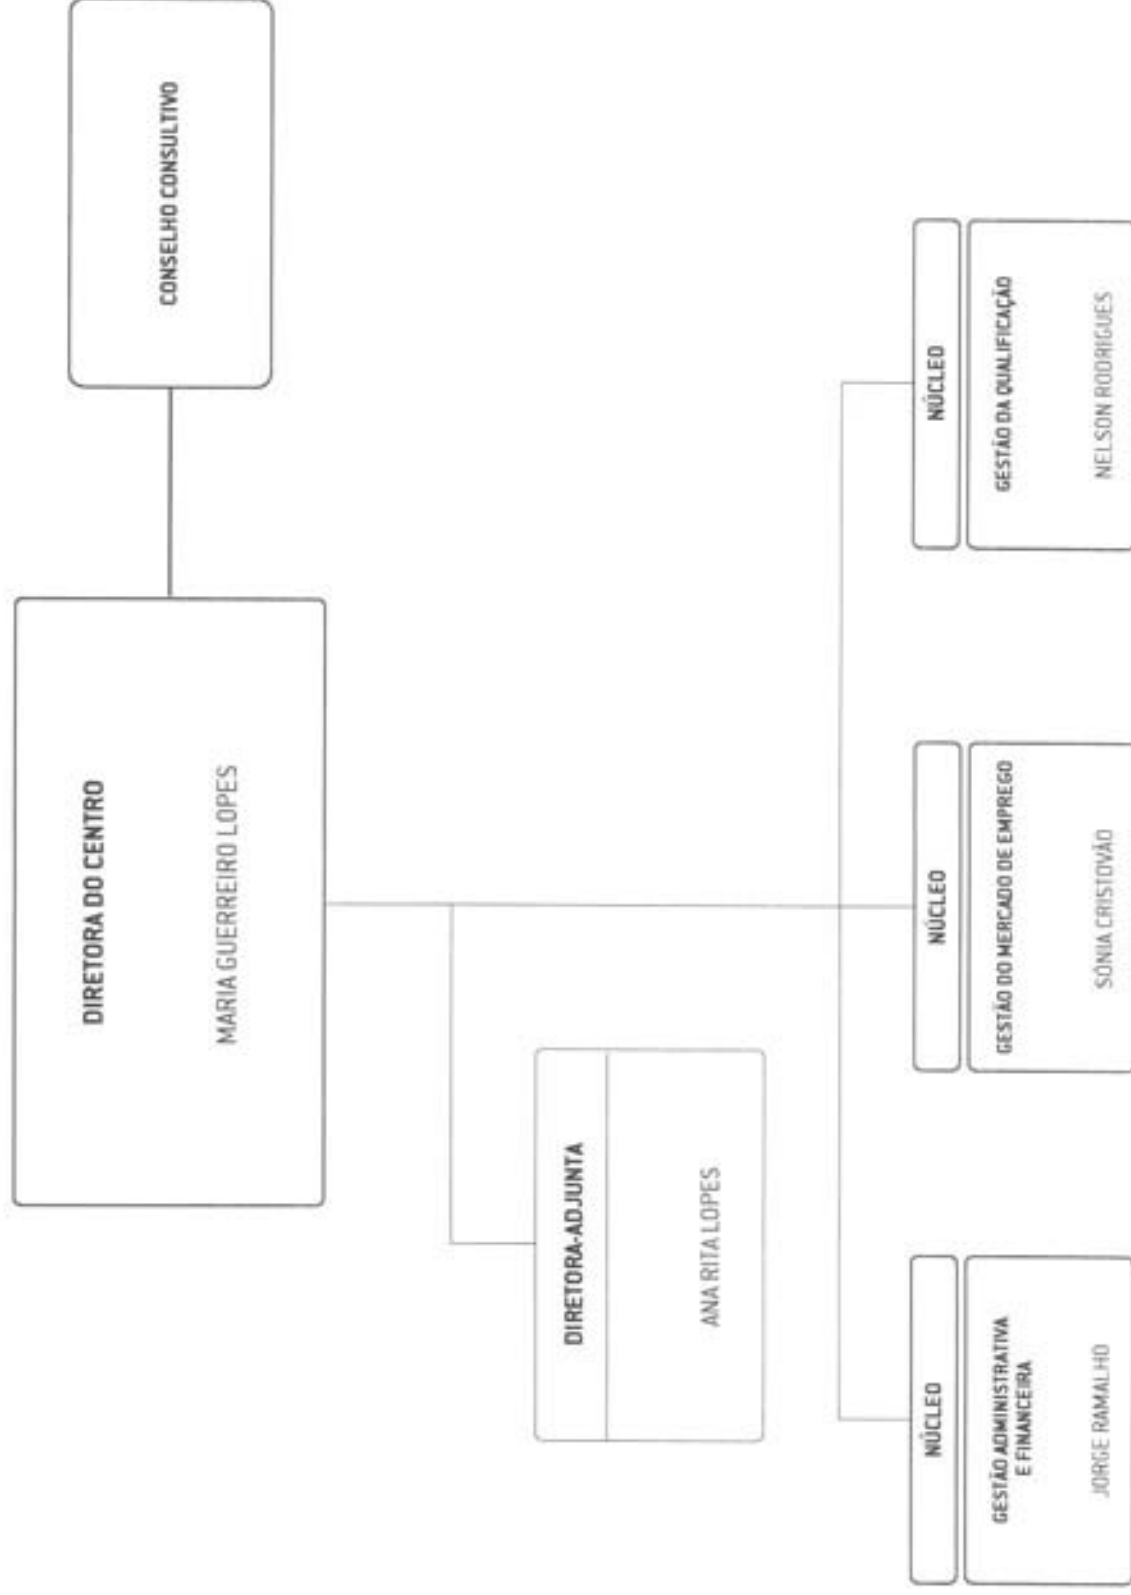 CONSELHO CONSULTIVO
DIRETORA DO CENTRO
MARIA GUERREIRO LOPES
DIRETORA-ADJUNTA
ANA RITA LOPES
NÚCLEO
GESTÃO ADMINISTRATIVA
E FINANCEIRA
JORGE RAMALHO
NÚCLEO
GESTÃO DO MERCADO DE EMPREGO
SÓNIA CRISTOVÃO
NÚCLEO
GESTÃO DA QUALIFICAÇÃO
NELSON RODRIGUES